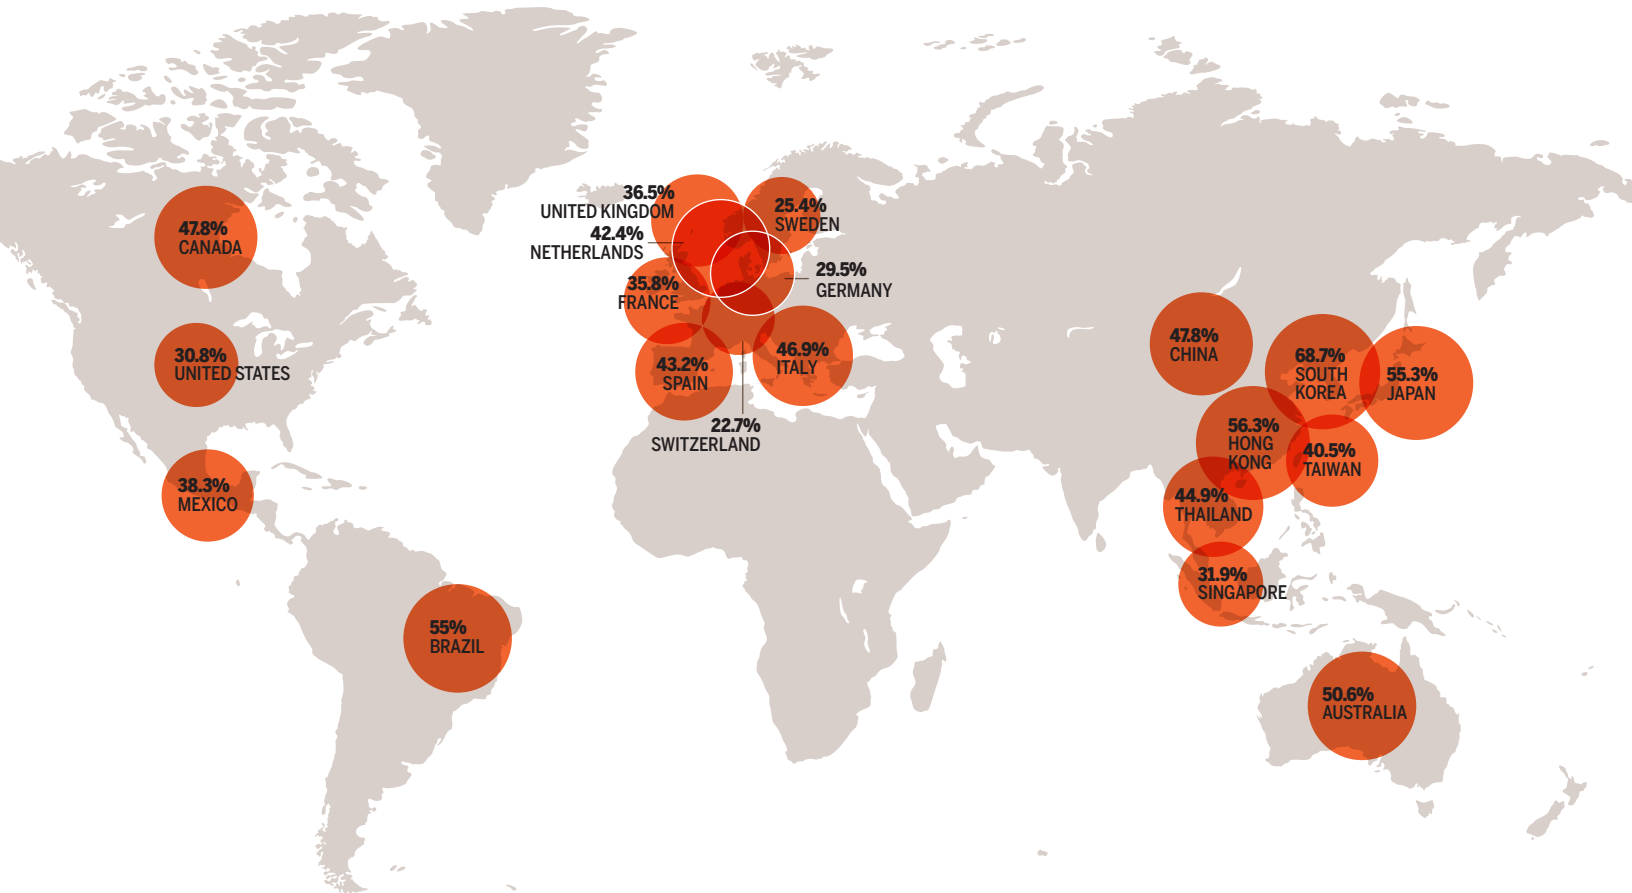 36.5%
UNITED KINGDOM
42.4%
NETHERLANDS
25.4%
SWEDEN
47.8%
CANADA
29.5%
GERMANY
35.8%
FRANCE
30.8%
UNITED STATES
43.2%
SPAIN
46.9%
ITALY
22.7%
SWITZERLAND
47.8%
CHINA
68.7%
SOUTH
KOREA
55.3%
JAPAN
56.3%
HONG
KONG
40.5%
TAIWAN
38.3%
MEXICO
44.9%
THAILAND
31.9%
SINGAPORE
55%
BRAZIL
50.6%
AUSTRALIA